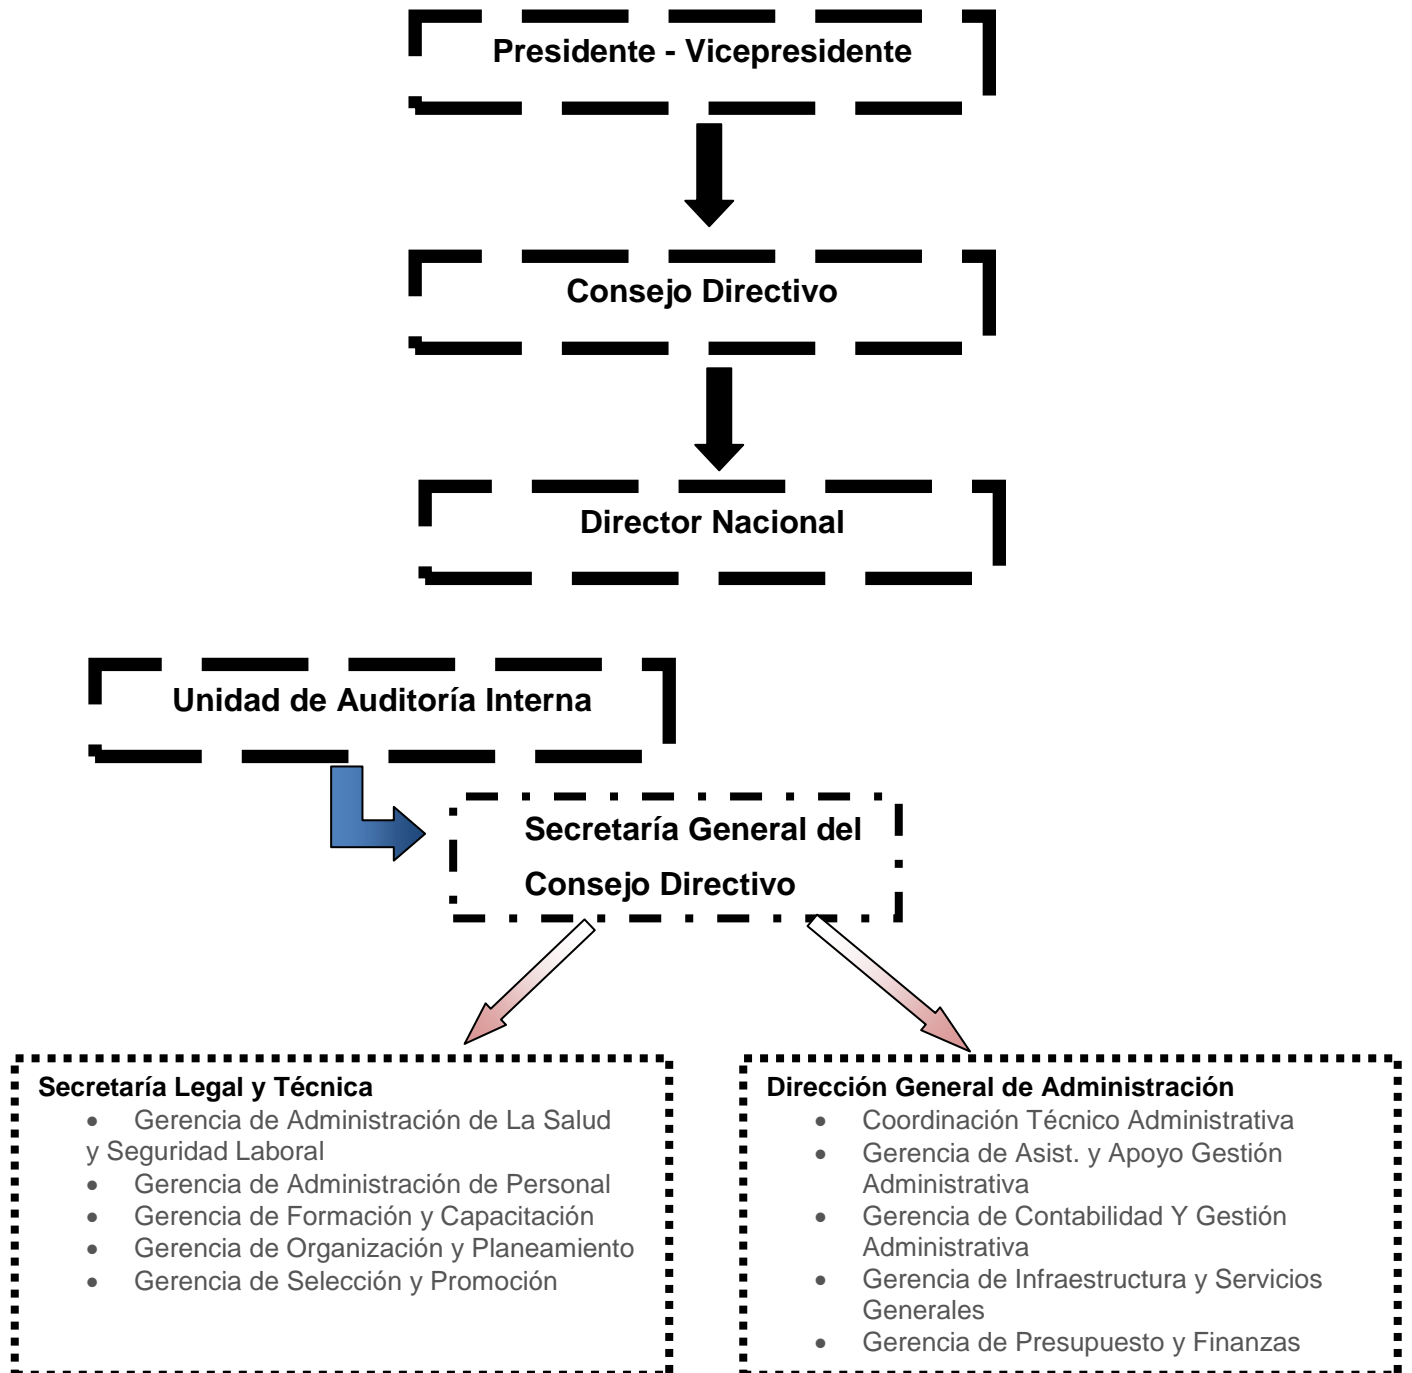 Presidente - Vicepresidente
Consejo Directivo
Director Nacional
Unidad de Auditoría Interna
Secretaría General del
Consejo Directivo
Secretaría Legal y Técnica
• Gerencia de Administración de La Salud
y Seguridad Laboral
• Gerencia de Administración de Personal
• Gerencia de Formación y Capacitación
• Gerencia de Organización y Planeamiento
• Gerencia de Selección y Promoción
Dirección General de Administración
• Coordinación Técnico Administrativa
• Gerencia de Asist. y Apoyo Gestión
Administrativa
• Gerencia de Contabilidad Y Gestión
Administrativa
• Gerencia de Infraestructura y Servicios
Generales
• Gerencia de Presupuesto y Finanzas